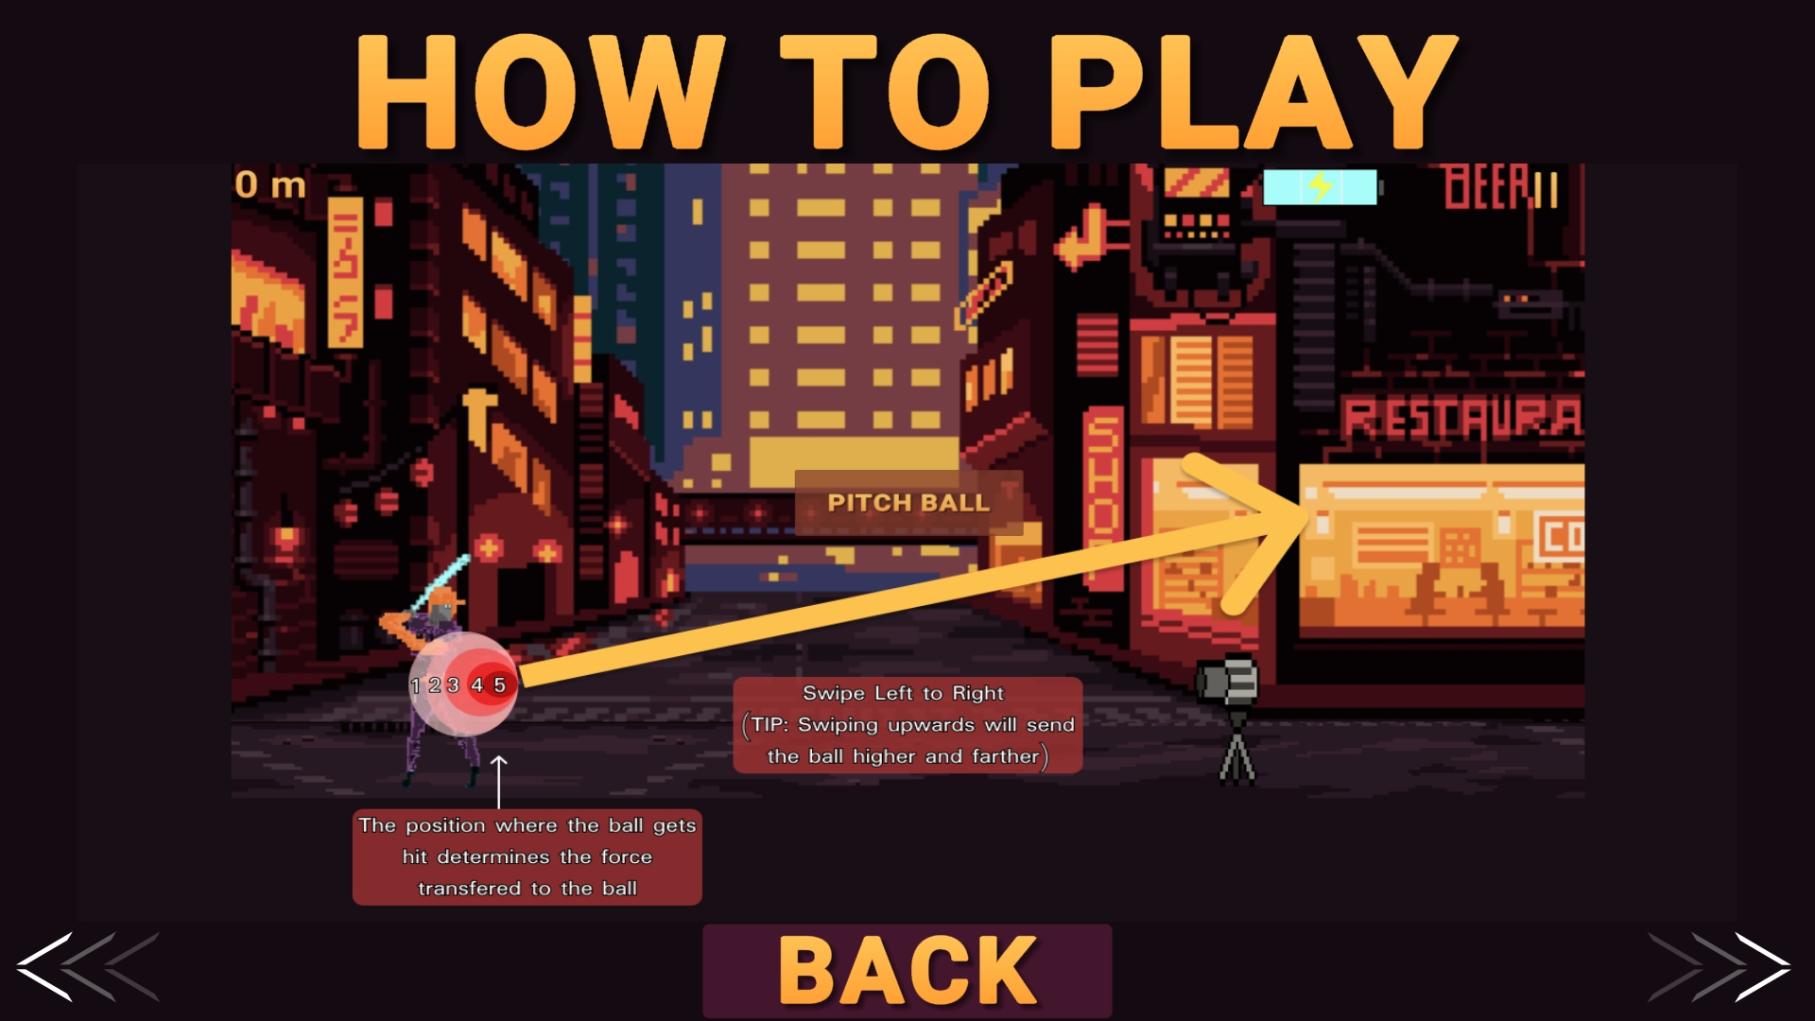 HOW TO PLAY
0 m
BEER
RESTAURA
SHOP
CO
PITCH BALL
1 2 3 4 5
Swipe Left to Right
(TIP: Swiping upwards will send
the ball higher and farther)
The position where the ball gets
hit determines the force
transfered to the ball
BACK